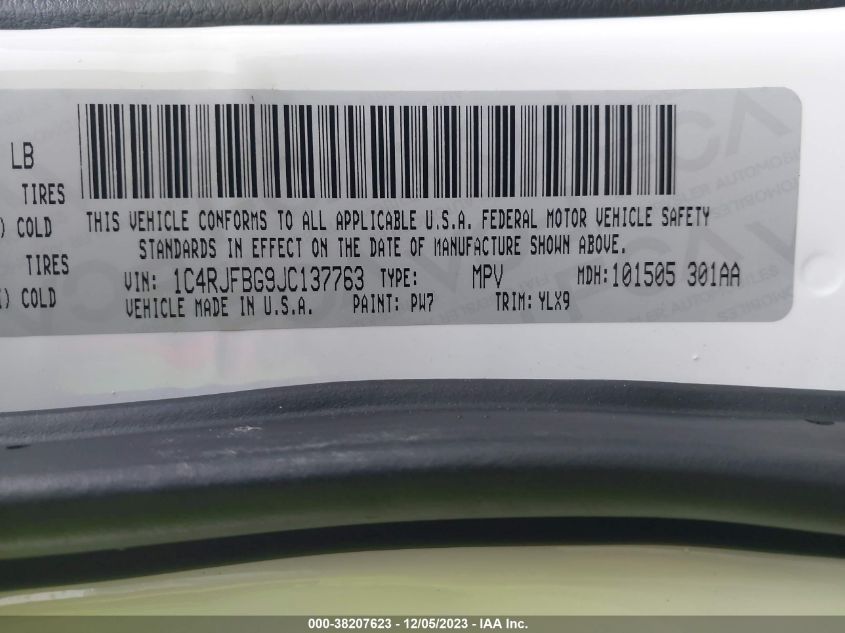 LB
TIRES
) COLD
TIRES
) COLD
THIS VEHICLE CONFORMS TO ALL APPLICABLE U.S.A. FEDERAL MOTOR VEHICLE SAFETY
STANDARDS IN EFFECT ON THE DATE OF MANUFACTURE SHOWN ABOVE.
VIN: 1C4RJFBG9JC137763 TYPE: MPV MDH: 101505 301AA
VEHICLE MADE IN U.S.A. PAINT: PW7 TRIM: YLX9
000-38207623 - 12/05/2023 - IAA Inc.